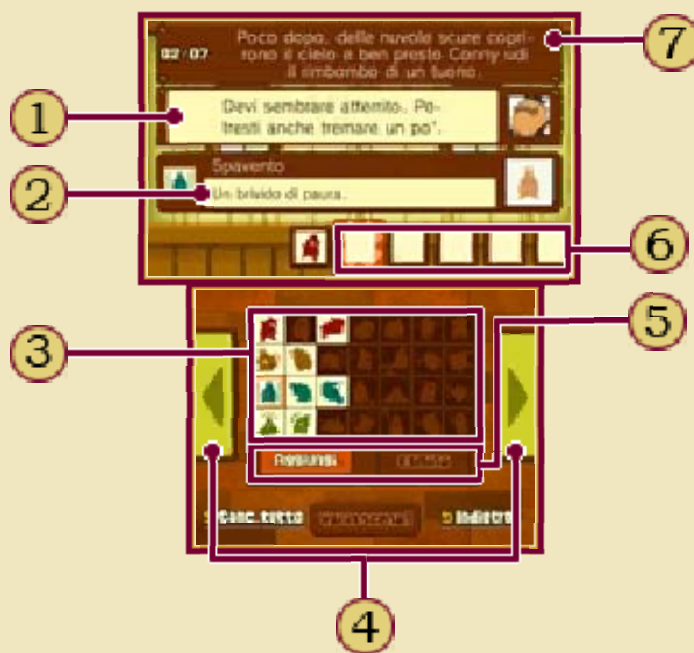 Poco dopo, delle nuvole scure copri-
02/07 rono il cielo e ben presto Conny udì
il rimbombo di un tuono.
7
1
Devi sembrare atterrito. Po-
tresti anche tremare un po'.
Spavento
2
Un brivido di paura.
6
5
3
Aggiungi
Canc. tutto
Indietro
4